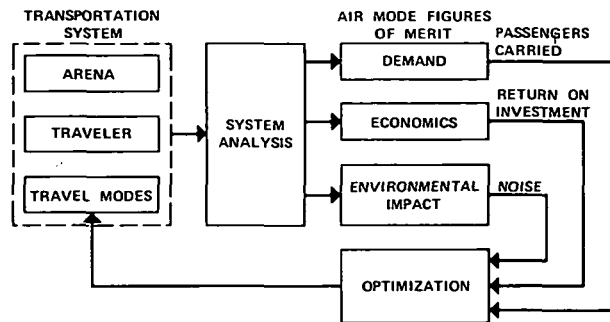 TRANSPORTATION
SYSTEM
ARENA
TRAVELER
TRAVEL MODES
SYSTEM
ANALYSIS
AIR MODE FIGURES
OF MERIT
DEMAND
ECONOMICS
ENVIRONMENTAL
IMPACT
OPTIMIZATION
PASSENGERS
CARRIED
RETURN ON
INVESTMENT
NOISE